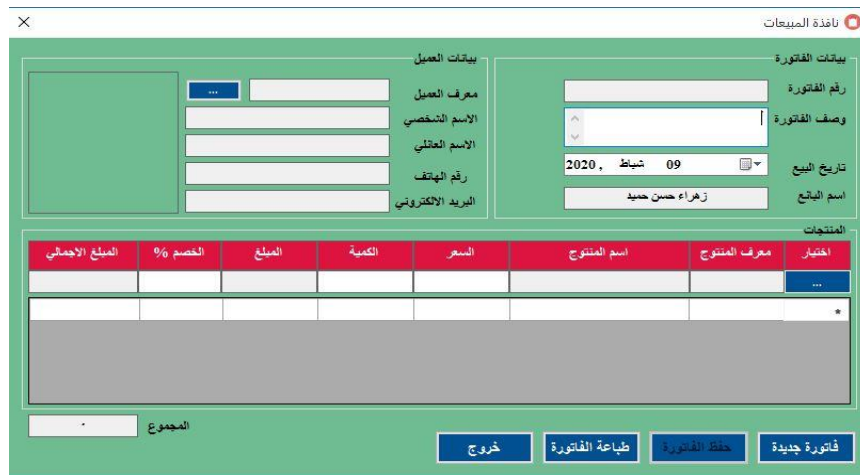 نافذة المبيعات
بيانات الفاتورة
رقم الفاتورة
وصف الفاتورة
تاريخ البيع
09 شباط , 2020
اسم البائع
زهراء حسن حميد
بيانات العميل
معرف العميل
...
الاسم الشخصي
الاسم العائلي
رقم الهاتف
البريد الالكتروني
المنتجات
اختيار معرف المنتوج اسم المنتوج السعر الكمية المبلغ الخصم % المبلغ الاجمالي
...
*
المجموع ٠
فاتورة جديدة حفظ الفاتورة طباعة الفاتورة خروج